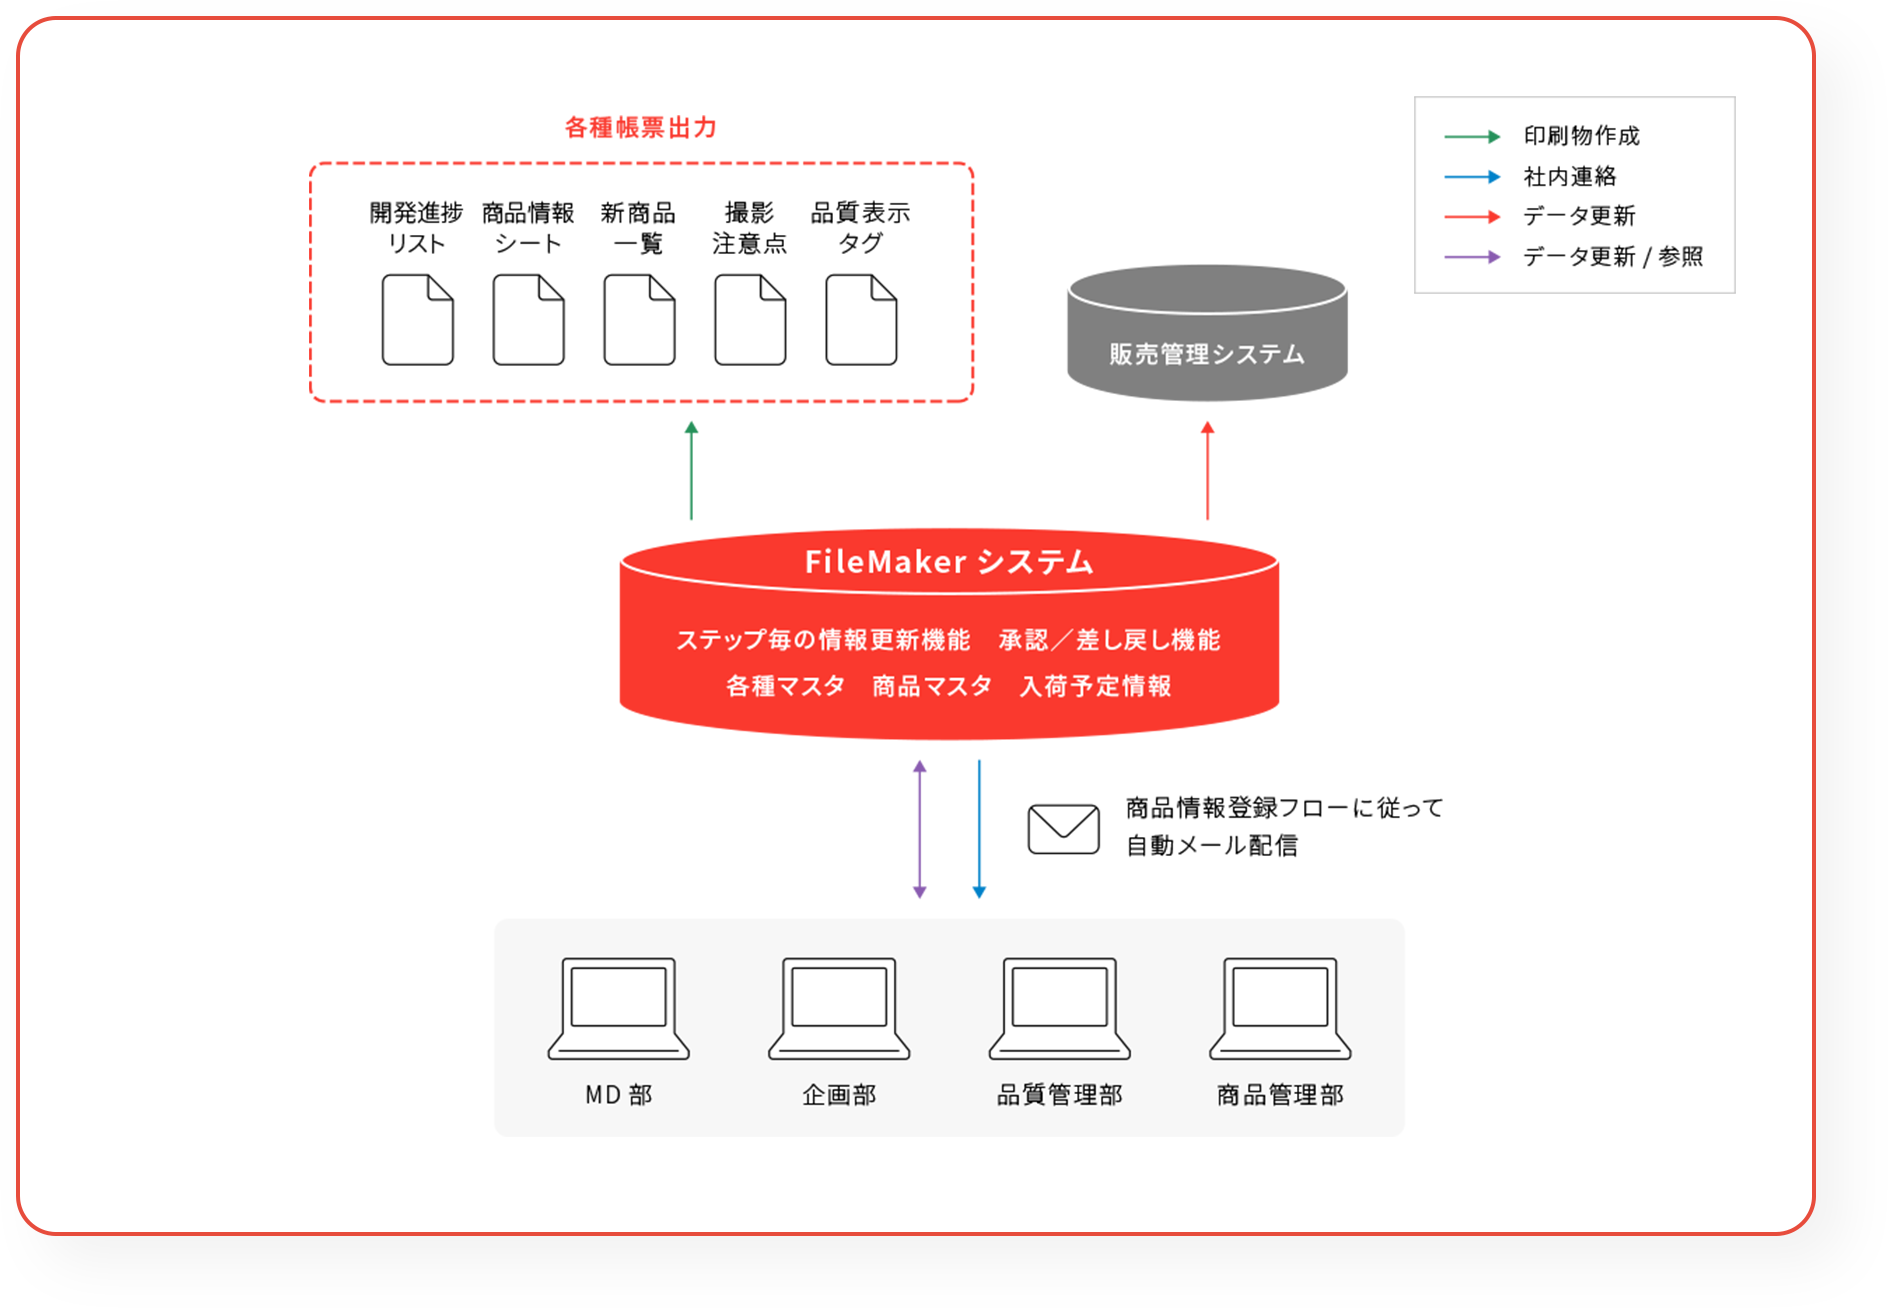 各種帳票出力
開発進捗
リスト
商品情報
シート
新商品
一覧
撮影
注意点
品質表示
タグ
印刷物作成
社内連絡
データ更新
データ更新 / 参照
販売管理システム
FileMaker システム
ステップ毎の情報更新機能　承認／差し戻し機能
各種マスタ　商品マスタ　入荷予定情報
商品情報登録フローに従って
自動メール配信
MD 部
企画部
品質管理部
商品管理部